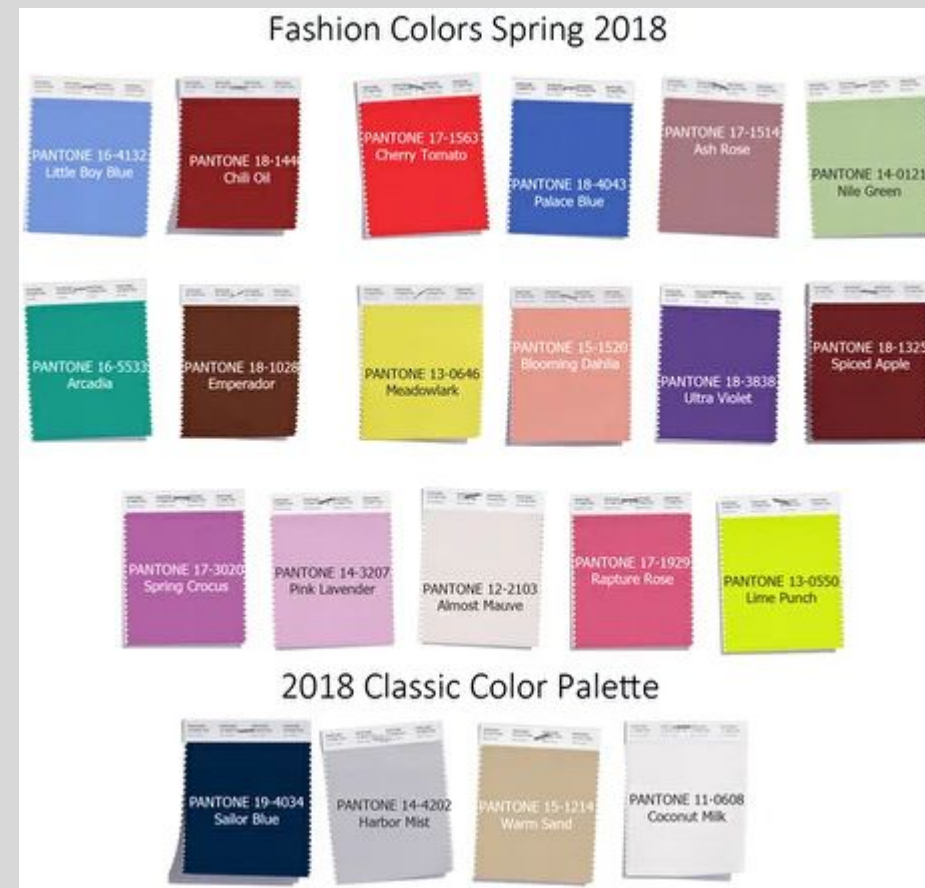 Fashion Colors Spring 2018
PANTONE 16-4132
Little Boy Blue
PANTONE 18-144
Chili Oil
PANTONE 17-1563
Cherry Tomato
PANTONE 18-4043
Palace Blue
PANTONE 17-1514
Ash Rose
PANTONE 14-0121
Nile Green
PANTONE 16-5533
Arcadia
PANTONE 18-1028
Emperador
PANTONE 13-0646
Meadowlark
PANTONE 15-1520
Blooming Dahlia
PANTONE 18-3838
Ultra Violet
PANTONE 18-1325
Spiced Apple
PANTONE 17-3020
Spring Crocus
PANTONE 14-3207
Pink Lavender
PANTONE 12-2103
Almost Mauve
PANTONE 17-1929
Rapture Rose
PANTONE 13-0550
Lime Punch
2018 Classic Color Palette
PANTONE 19-4034
Sailor Blue
PANTONE 14-4202
Harbor Mist
PANTONE 15-1214
Warm Sand
PANTONE 11-0608
Coconut Milk